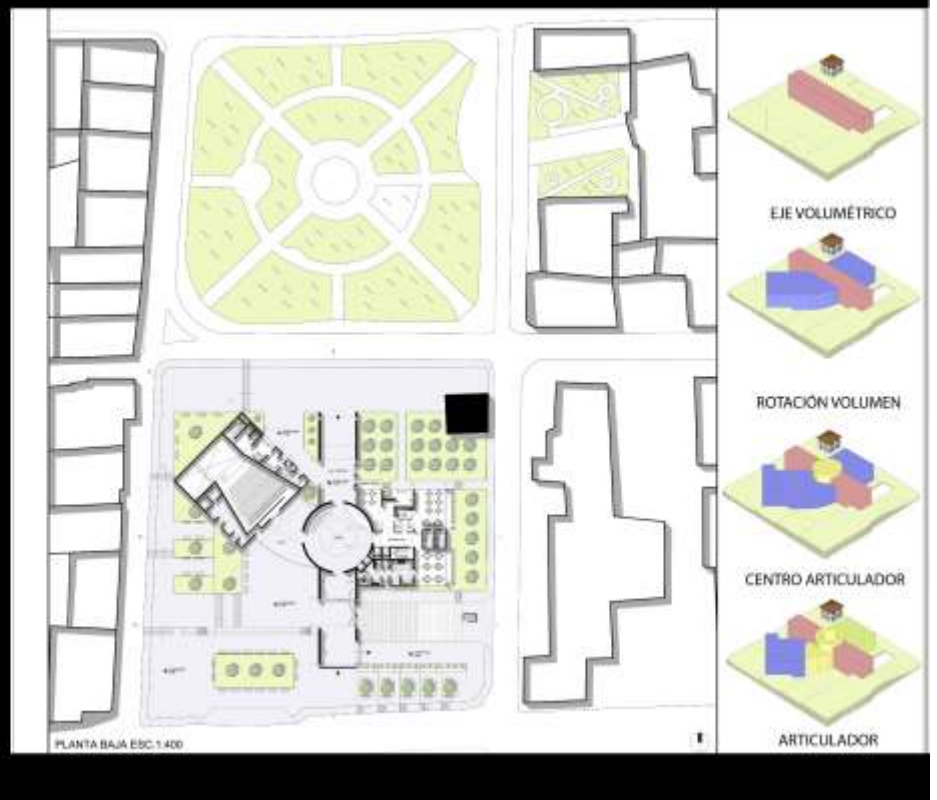 EJE VOLUMÉTRICO
ROTACIÓN VOLUMEN
CENTRO ARTICULADOR
ARTICULADOR
PLANTA BAJA ESC.1:400